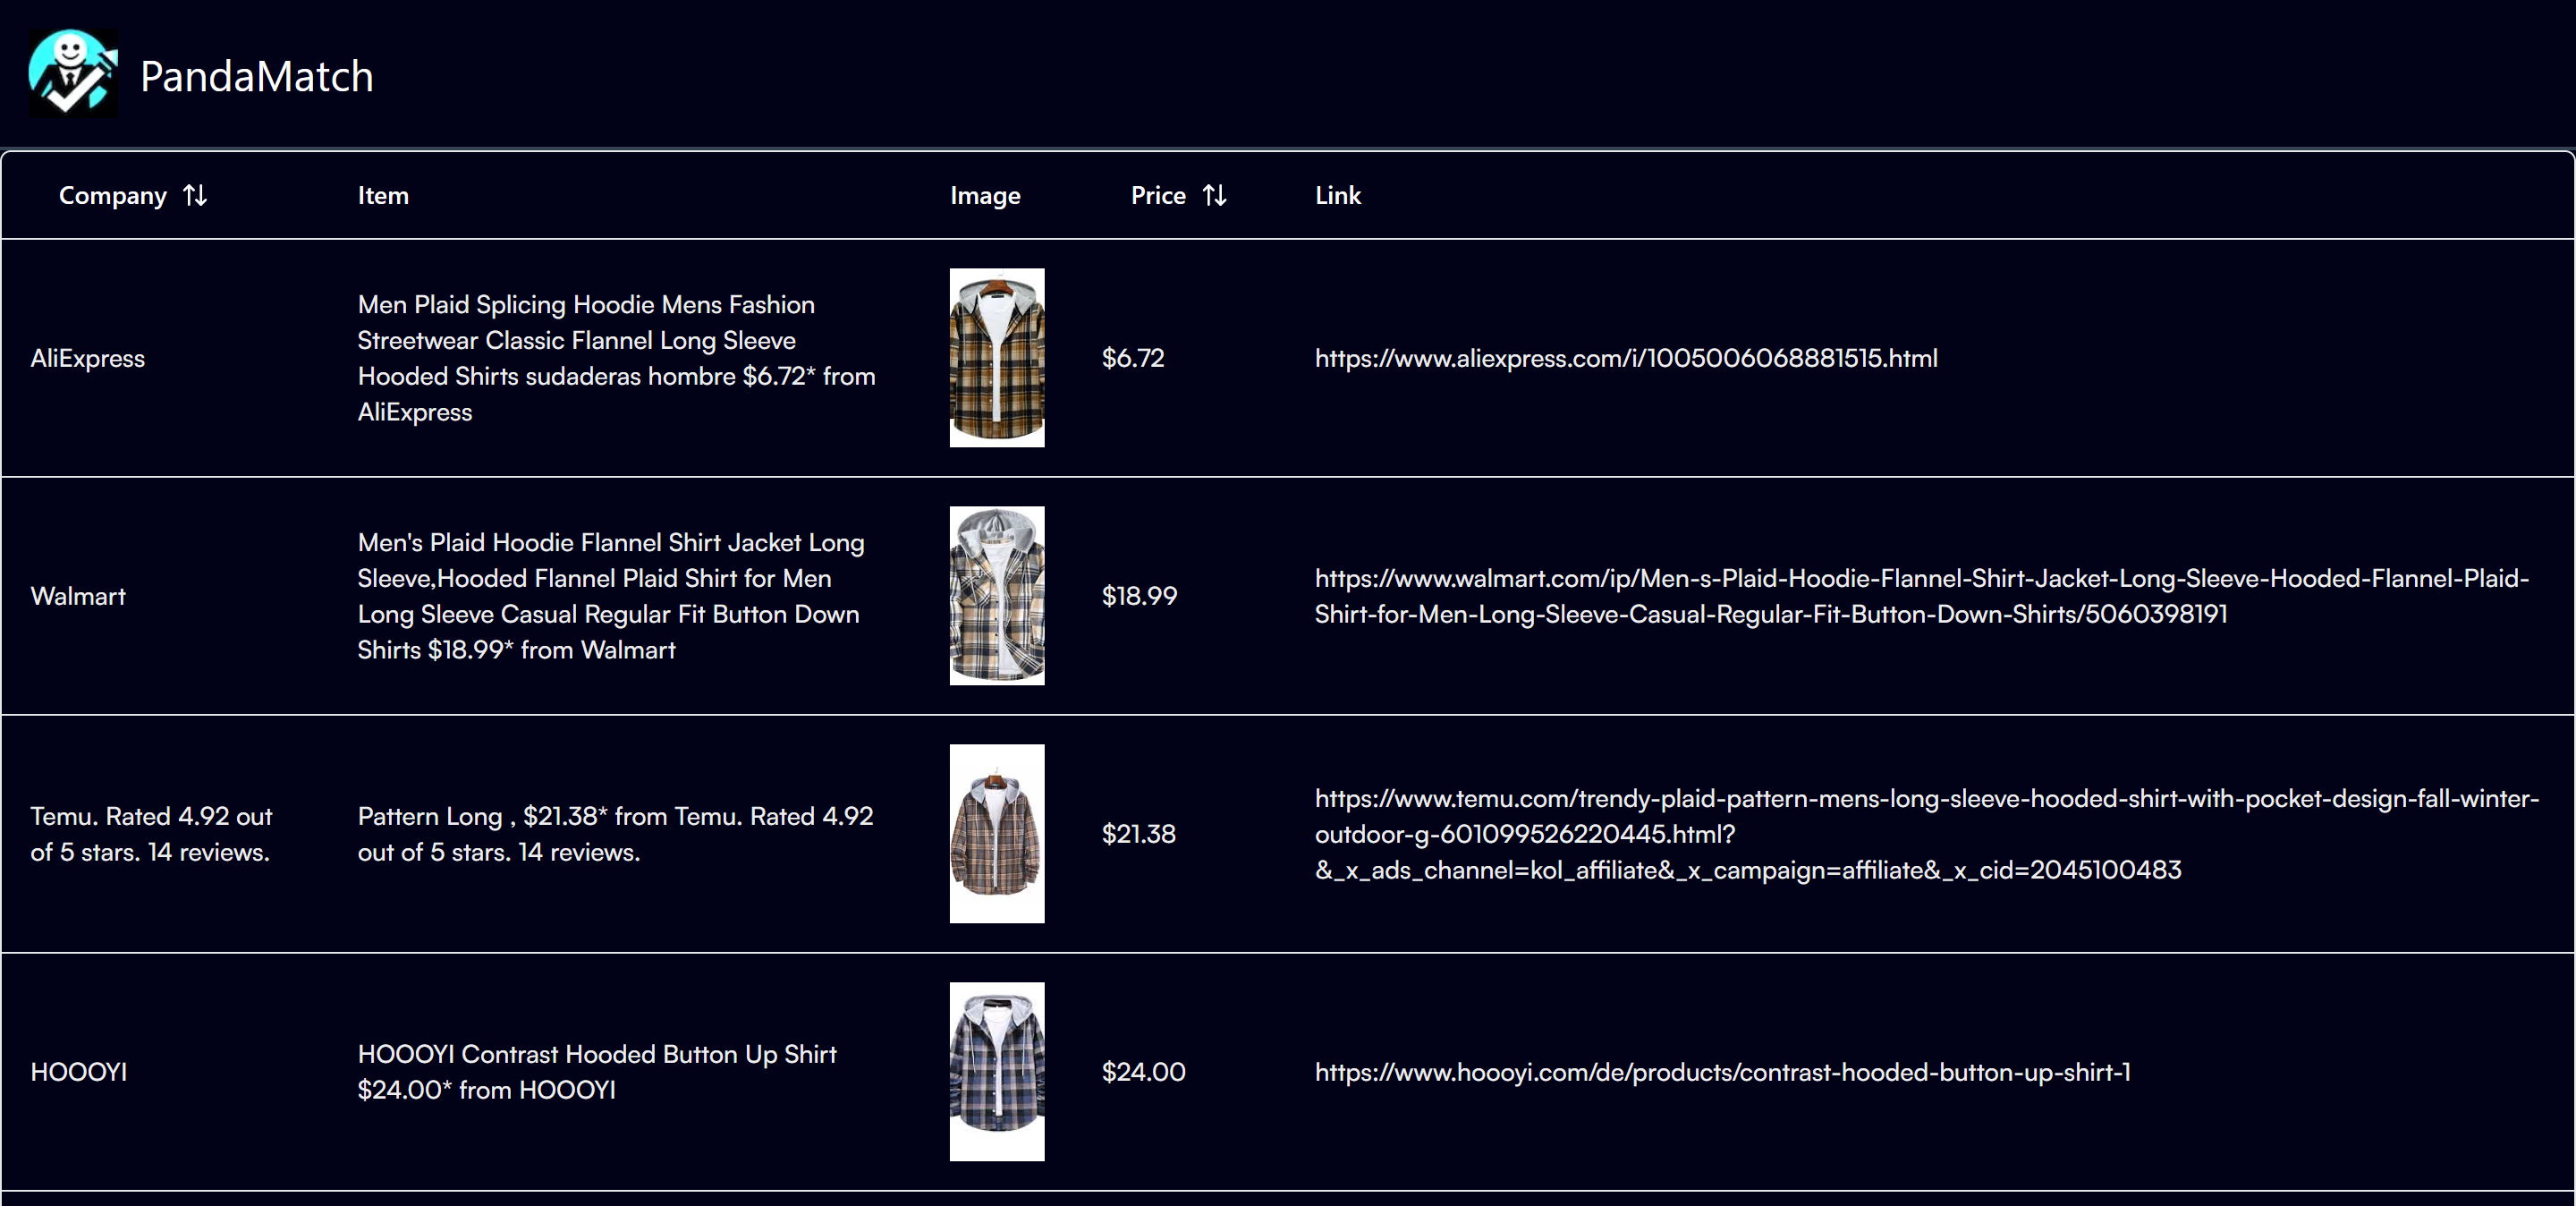 PandaMatch
Company Item Image Price Link
AliExpress
Men Plaid Splicing Hoodie Mens Fashion
Streetwear Classic Flannel Long Sleeve
Hooded Shirts sudaderas hombre $6.72* from
AliExpress
$6.72
https://www.aliexpress.com/i/1005006068881515.html
Walmart
Men's Plaid Hoodie Flannel Shirt Jacket Long
Sleeve,Hooded Flannel Plaid Shirt for Men
Long Sleeve Casual Regular Fit Button Down
Shirts $18.99* from Walmart
$18.99
https://www.walmart.com/ip/Men-s-Plaid-Hoodie-Flannel-Shirt-Jacket-Long-Sleeve-Hooded-Flannel-Plaid-
Shirt-for-Men-Long-Sleeve-Casual-Regular-Fit-Button-Down-Shirts/5060398191
Temu. Rated 4.92 out
of 5 stars. 14 reviews.
Pattern Long , $21.38* from Temu. Rated 4.92
out of 5 stars. 14 reviews.
$21.38
https://www.temu.com/trendy-plaid-pattern-mens-long-sleeve-hooded-shirt-with-pocket-design-fall-winter-
outdoor-g-601099526220445.html?
&_x_ads_channel=kol_affiliate&_x_campaign=affiliate&_x_cid=2045100483
HOOOYI
HOOOYI Contrast Hooded Button Up Shirt
$24.00* from HOOOYI
$24.00
https://www.hoooyi.com/de/products/contrast-hooded-button-up-shirt-1